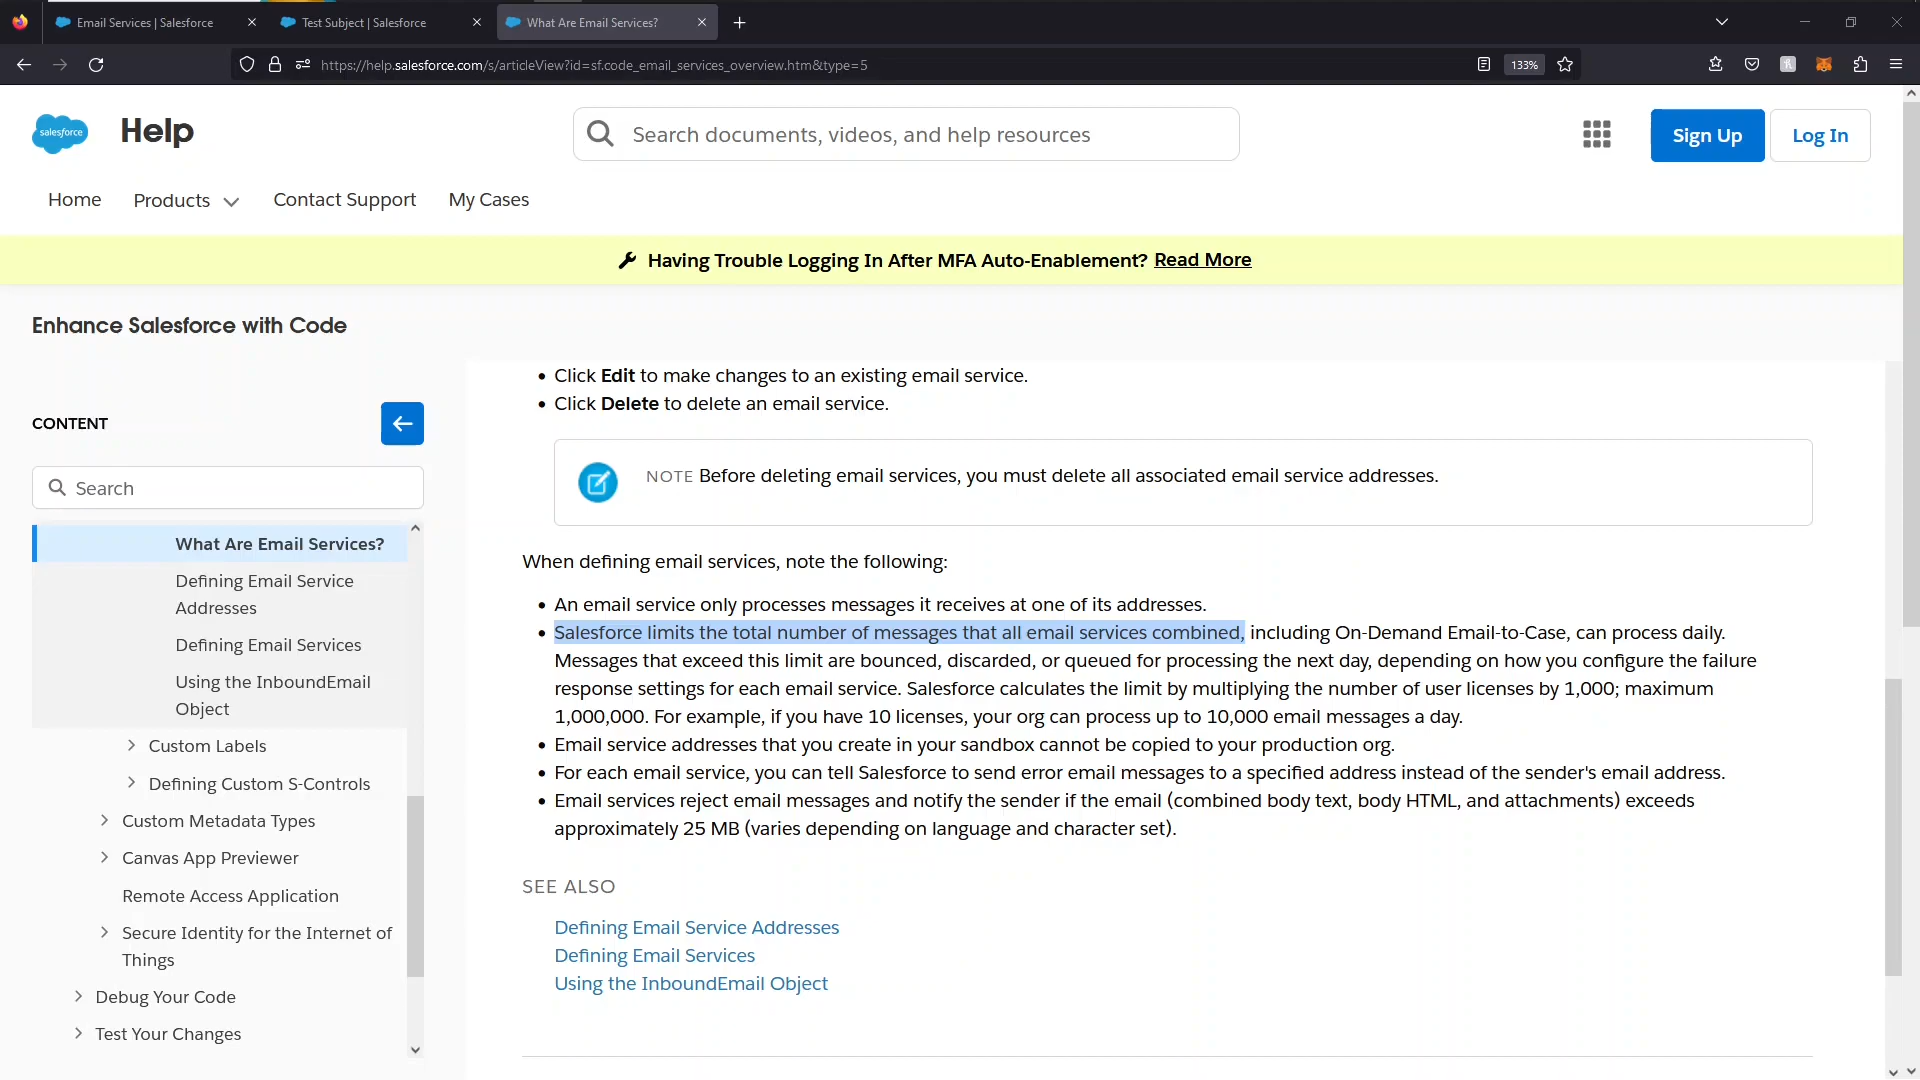 Email Services | Salesforce
Test Subject | Salesforce
What Are Email Services?
https://help.salesforce.com/s/articleView?id=sf.code_email_services_overview.htm&type=5
133%
salesforce
Help
Search documents, videos, and help resources
Sign Up
Log In
Home
Products
Contact Support
My Cases
Having Trouble Logging In After MFA Auto-Enablement? Read More
Enhance Salesforce with Code
CONTENT
Search
What Are Email Services?
Defining Email Service
Addresses
Defining Email Services
Using the InboundEmail
Object
Custom Labels
Defining Custom S-Controls
Custom Metadata Types
Canvas App Previewer
Remote Access Application
Secure Identity for the Internet of
Things
Debug Your Code
Test Your Changes
• Click Edit to make changes to an existing email service.
• Click Delete to delete an email service.
NOTE Before deleting email services, you must delete all associated email service addresses.
When defining email services, note the following:
• An email service only processes messages it receives at one of its addresses.
• Salesforce limits the total number of messages that all email services combined, including On-Demand Email-to-Case, can process daily.
Messages that exceed this limit are bounced, discarded, or queued for processing the next day, depending on how you configure the failure
response settings for each email service. Salesforce calculates the limit by multiplying the number of user licenses by 1,000; maximum
1,000,000. For example, if you have 10 licenses, your org can process up to 10,000 email messages a day.
• Email service addresses that you create in your sandbox cannot be copied to your production org.
• For each email service, you can tell Salesforce to send error email messages to a specified address instead of the sender's email address.
• Email services reject email messages and notify the sender if the email (combined body text, body HTML, and attachments) exceeds
approximately 25 MB (varies depending on language and character set).
SEE ALSO
Defining Email Service Addresses
Defining Email Services
Using the InboundEmail Object